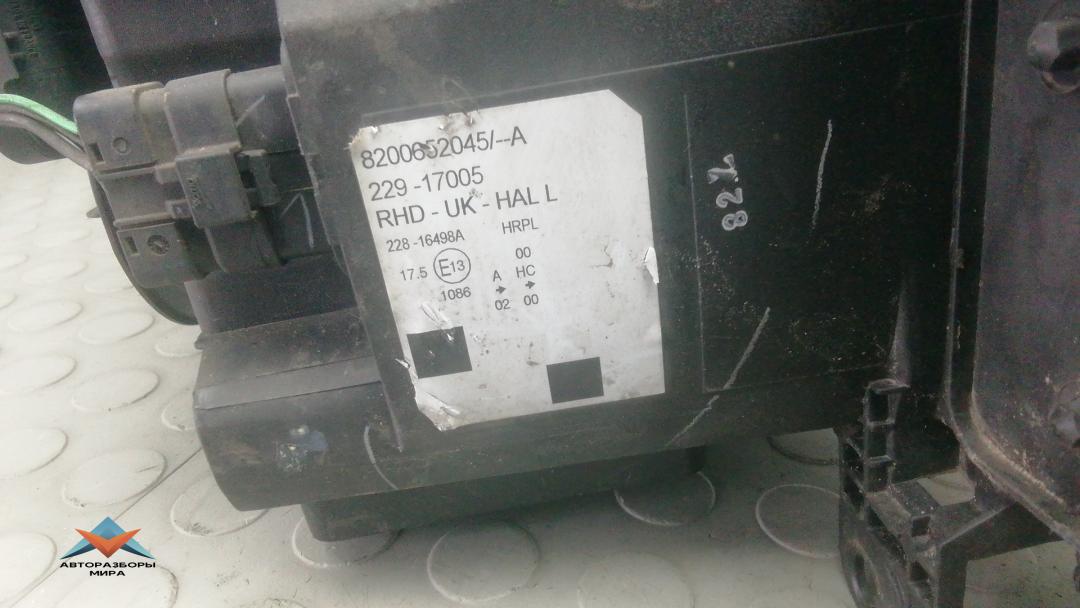 8200652045/--A
229 -17005
RHD - UK - HAL L
228 -16498A HRPL
17.5 E13 A HC 00
1086 02 00
82L
АВТОРАЗБОРЫ
МИРА